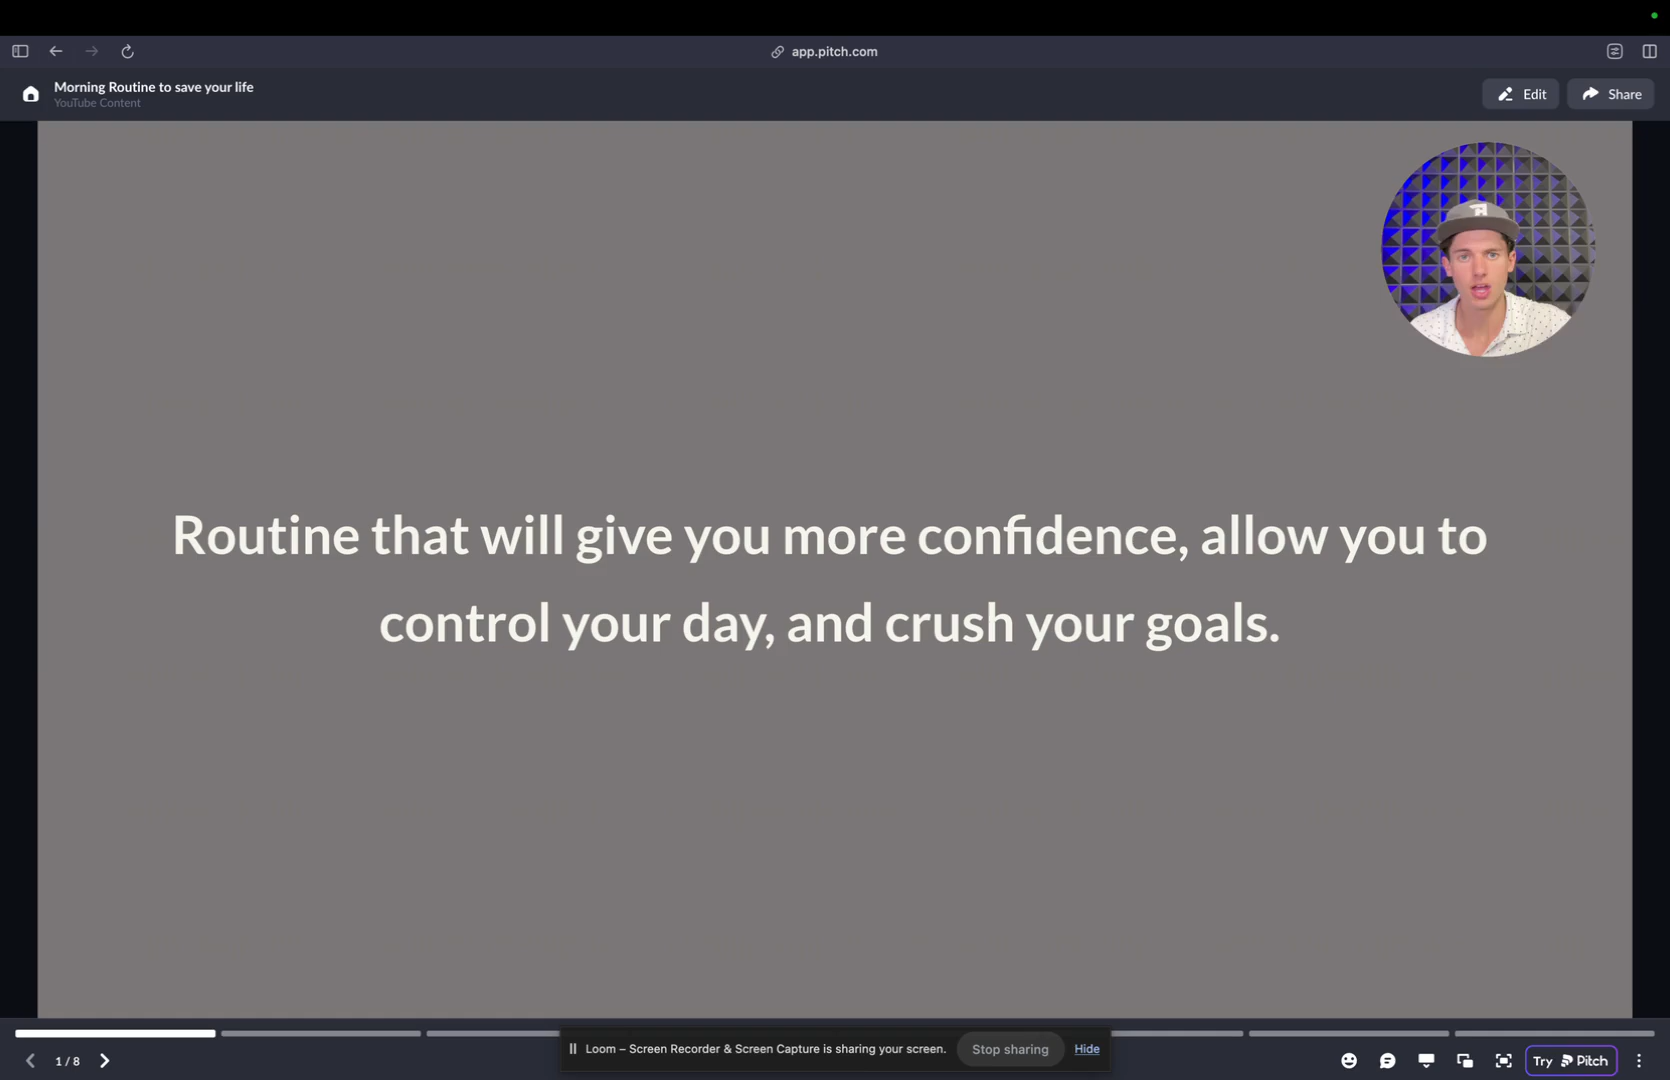 app.pitch.com
Morning Routine to save your life
YouTube Content
Edit
Share
Routine that will give you more confidence, allow you to
control your day, and crush your goals.
Loom – Screen Recorder & Screen Capture is sharing your screen.
Stop sharing
Hide
1 / 8
Try Pitch